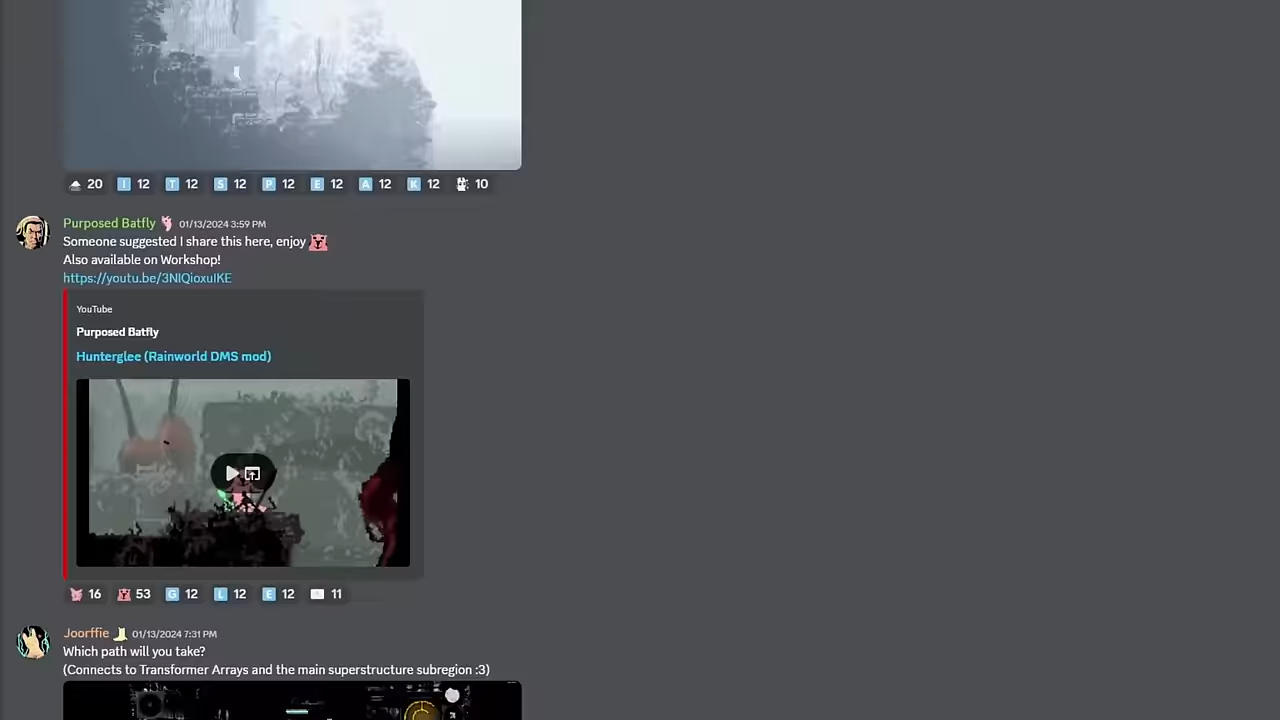 20 I 12 T 12 S 12 P 12 E 12 A 12 K 12 10
Purposed Batfly 01/13/2024 3:59 PM
Someone suggested I share this here, enjoy
Also available on Workshop!
https://youtu.be/3NIQioxuIKE
YouTube
Purposed Batfly
Hunterglee (Rainworld DMS mod)
16 53 G 12 L 12 E 12 11
Joorffie 01/13/2024 7:31 PM
Which path will you take?
(Connects to Transformer Arrays and the main superstructure subregion :3)